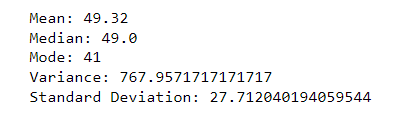 Mean: 49.32
Median: 49.0
Mode: 41
Variance: 767.9571717171717
Standard Deviation: 27.712040194059544